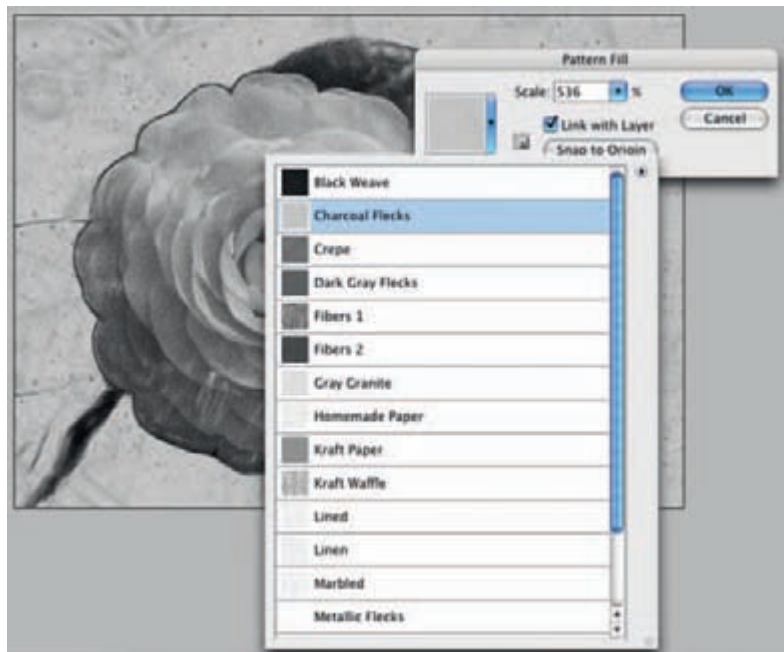 Pattern Fill
Scale: 536 %
OK
Link with Layer
Cancel
Snap to Origin
Black Weave
Charcoal Flecks
Crepe
Dark Gray Flecks
Fibers 1
Fibers 2
Gray Granite
Homemade Paper
Kraft Paper
Kraft Waffle
Lined
Linen
Marbled
Metallic Flecks